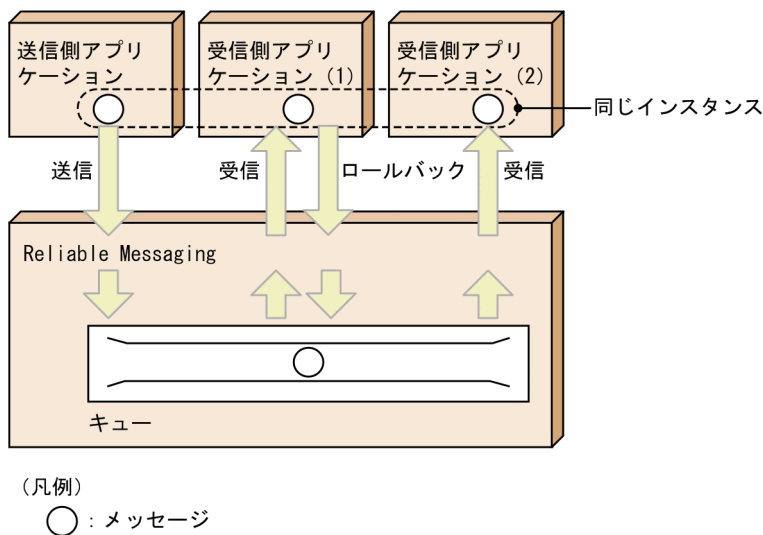 送信側アプリ
ケーション
受信側アプリ
ケーション（1）
受信側アプリ
ケーション（2）
同じインスタンス
送信
受信
ロールバック
受信
Reliable Messaging
キュー
（凡例）
：メッセージ